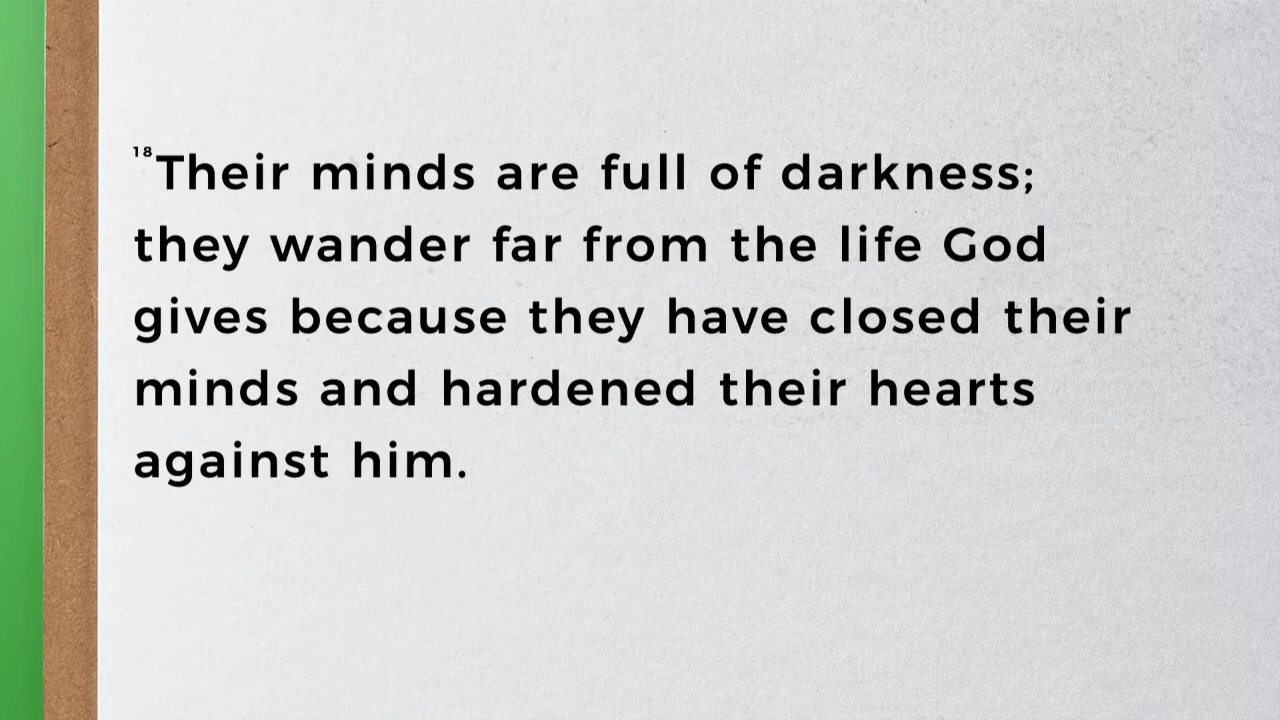 18Their minds are full of darkness;
they wander far from the life God
gives because they have closed their
minds and hardened their hearts
against him.